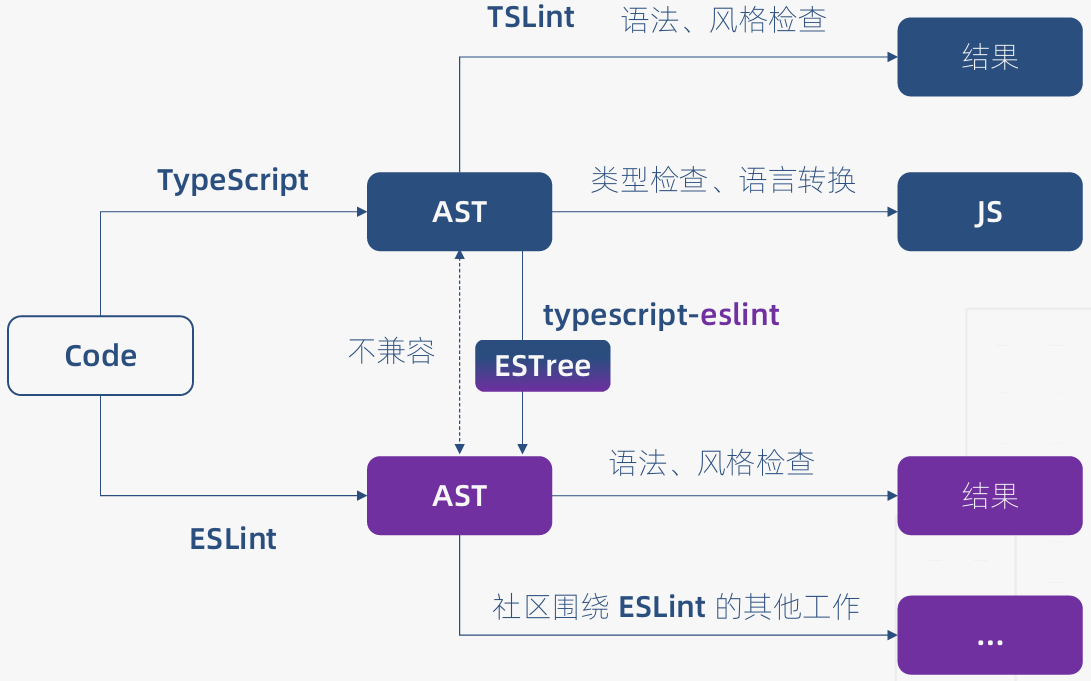 TSLint 语法、风格检查
结果
TypeScript
类型检查、语言转换
AST
JS
typescript-eslint
不兼容
Code
ESTree
语法、风格检查
AST
结果
ESLint
社区围绕 ESLint 的其他工作
...